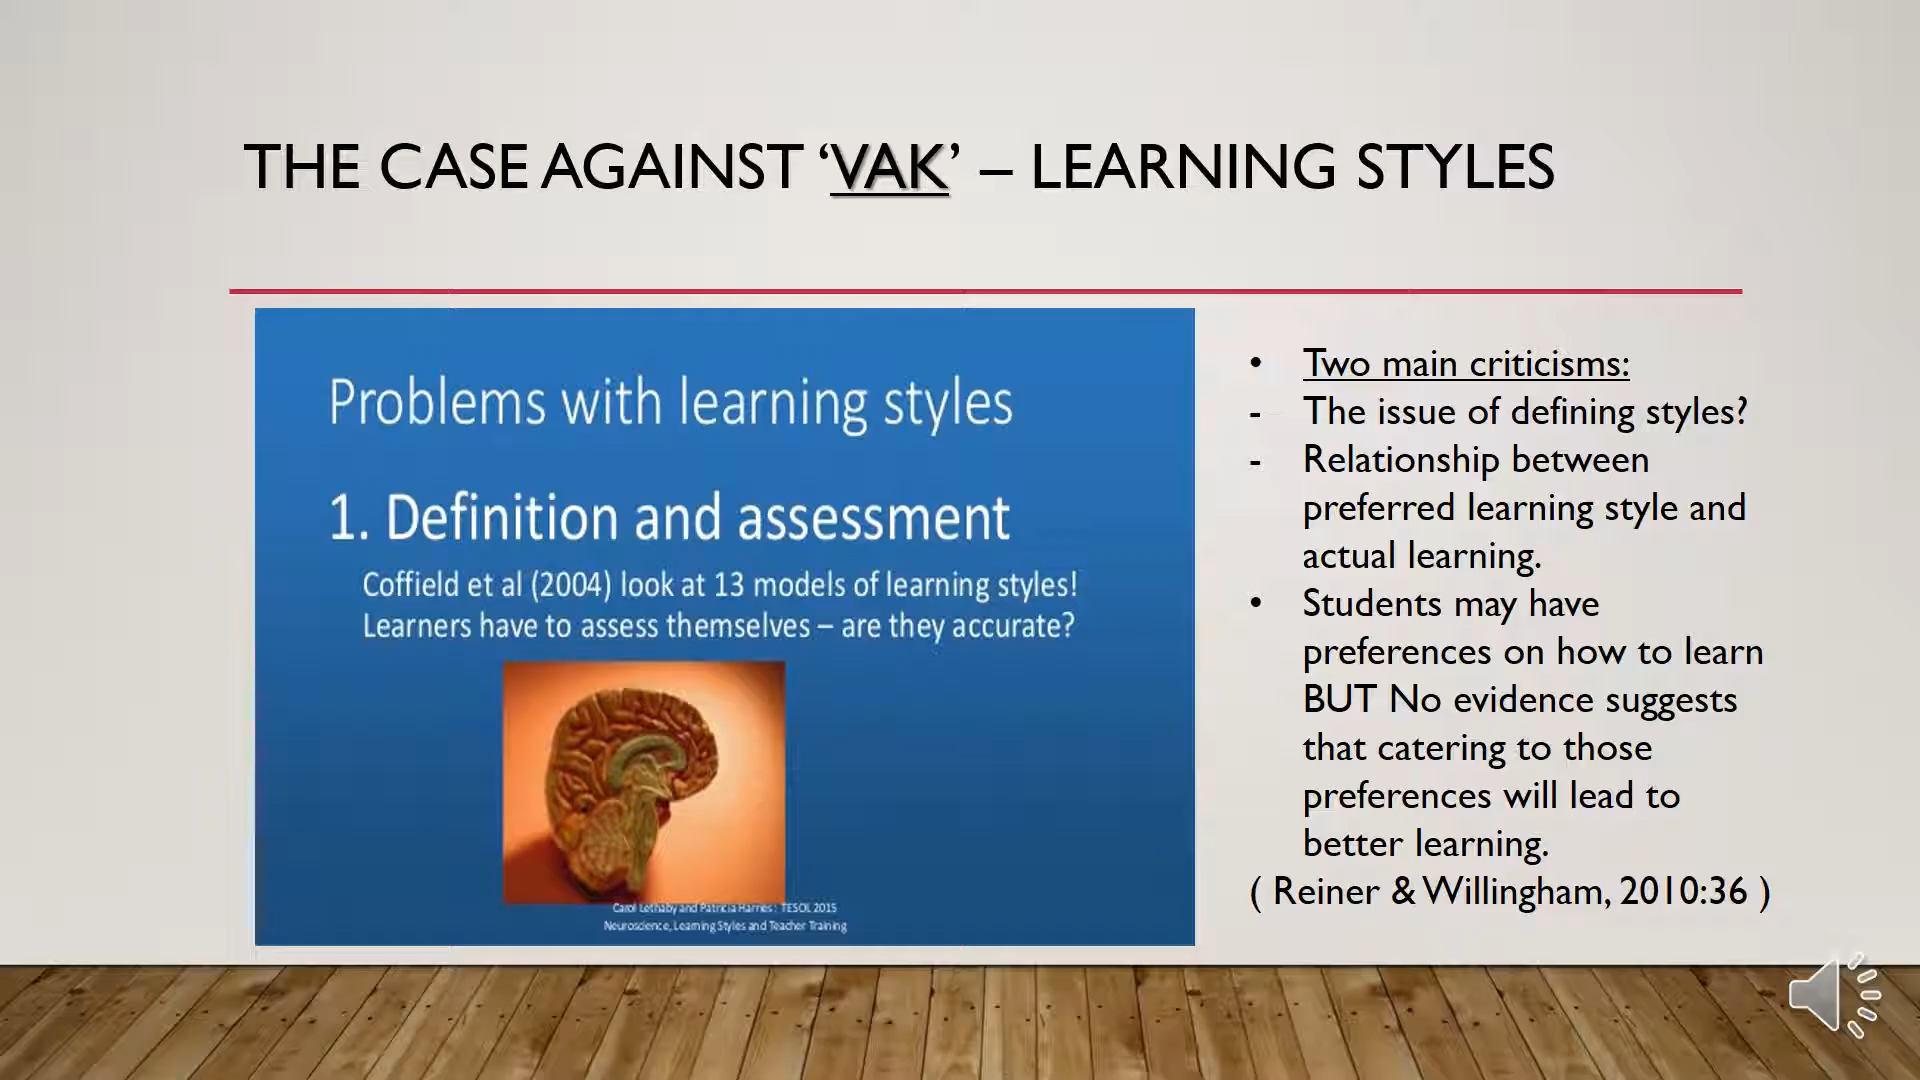 THE CASE AGAINST ‘VAK’ – LEARNING STYLES
Problems with learning styles
1. Definition and assessment
Coffield et al (2004) look at 13 models of learning styles!
Learners have to assess themselves – are they accurate?
Carol Lethaby and Patricia Harries: TESOL 2015
Neuroscience, Learning Styles and Teacher Training
• Two main criticisms:
- The issue of defining styles?
- Relationship between
preferred learning style and
actual learning.
• Students may have
preferences on how to learn
BUT No evidence suggests
that catering to those
preferences will lead to
better learning.
( Reiner & Willingham, 2010:36 )